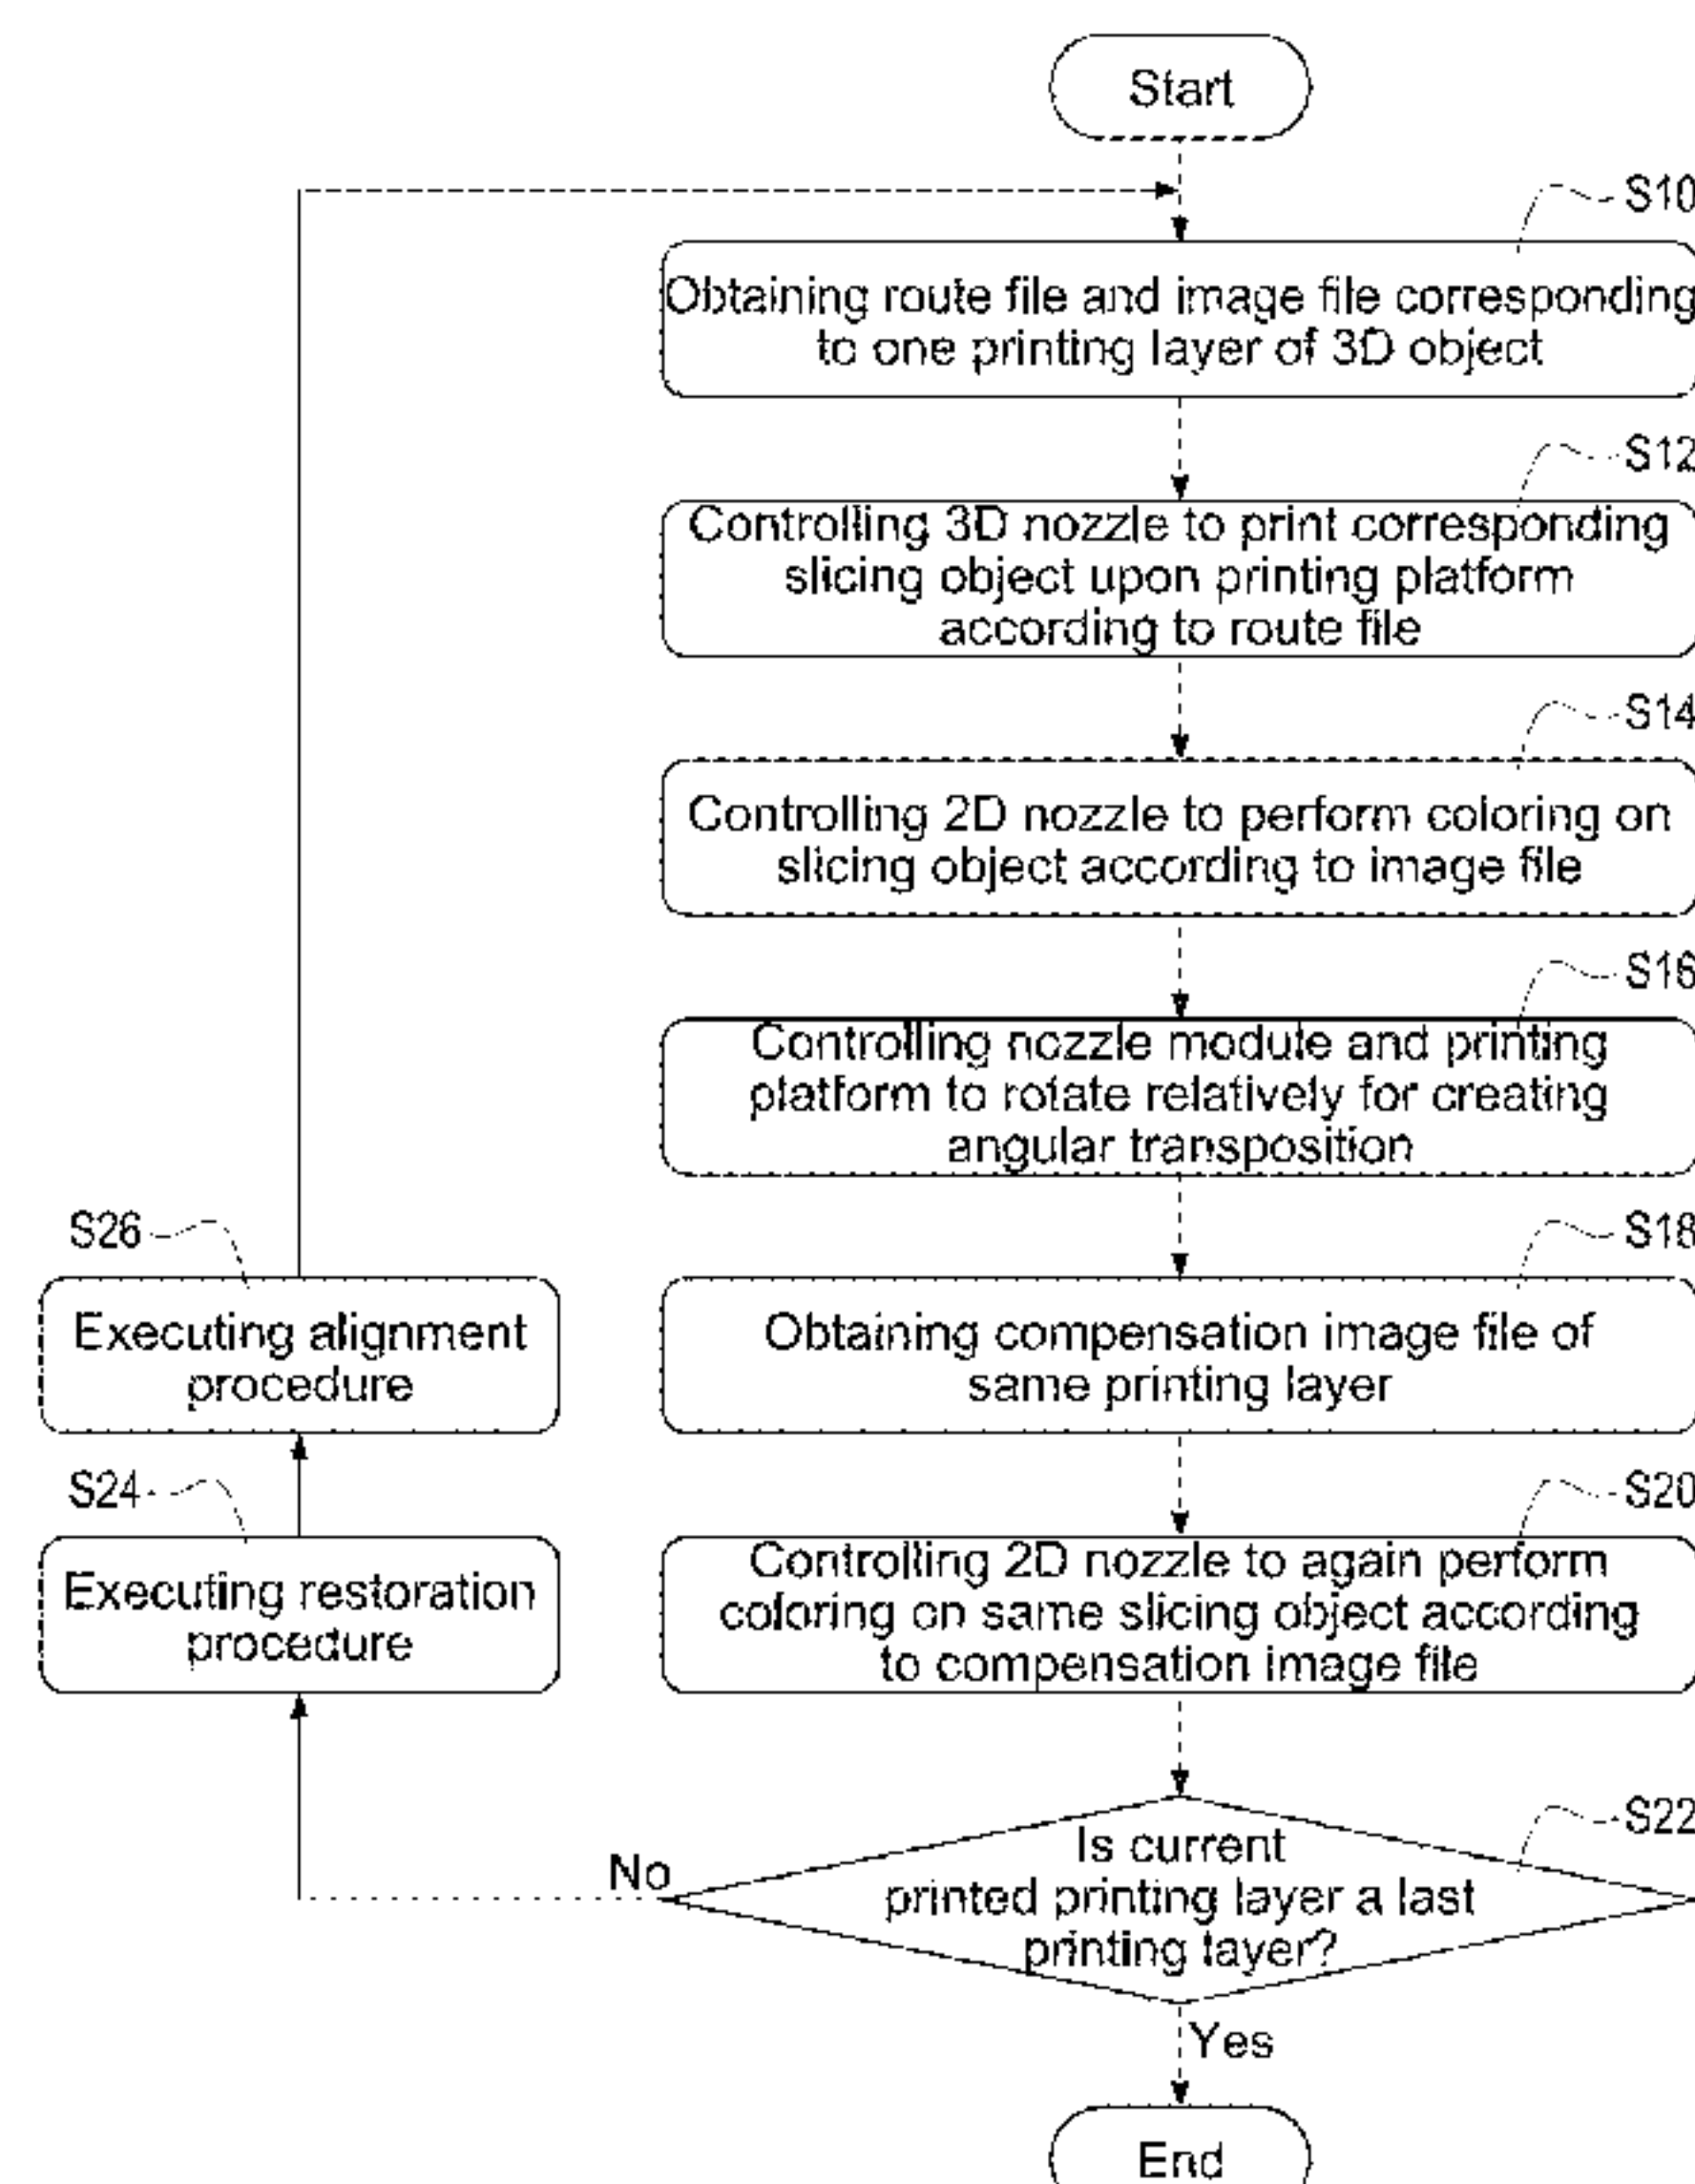 Start
S10
Obtaining route file and image file corresponding
to one printing layer of 3D object
S12
Controlling 3D nozzle to print corresponding
slicing object upon printing platform
according to route file
S14
Controlling 2D nozzle to perform coloring on
slicing object according to image file
S16
Controlling nozzle module and printing
platform to rotate relatively for creating
angular transposition
S18
Obtaining compensation image file of
same printing layer
S20
Controlling 2D nozzle to again perform
coloring on same slicing object according
to compensation image file
S22
Is current
printed printing layer a last
printing layer?
No
Yes
S24
Executing restoration
procedure
S26
Executing alignment
procedure
End